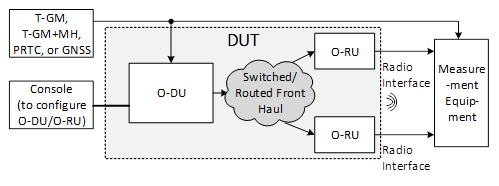 T-GM,
T-GM+MH,
PRTC, or GNSS
Console
(to configure
O-DU/O-RU)
DUT
O-DU
Switched/
Routed Front
Haul
O-RU
O-RU
Radio
Interface
Radio
Interface
Measure
-ment
Equip-
ment